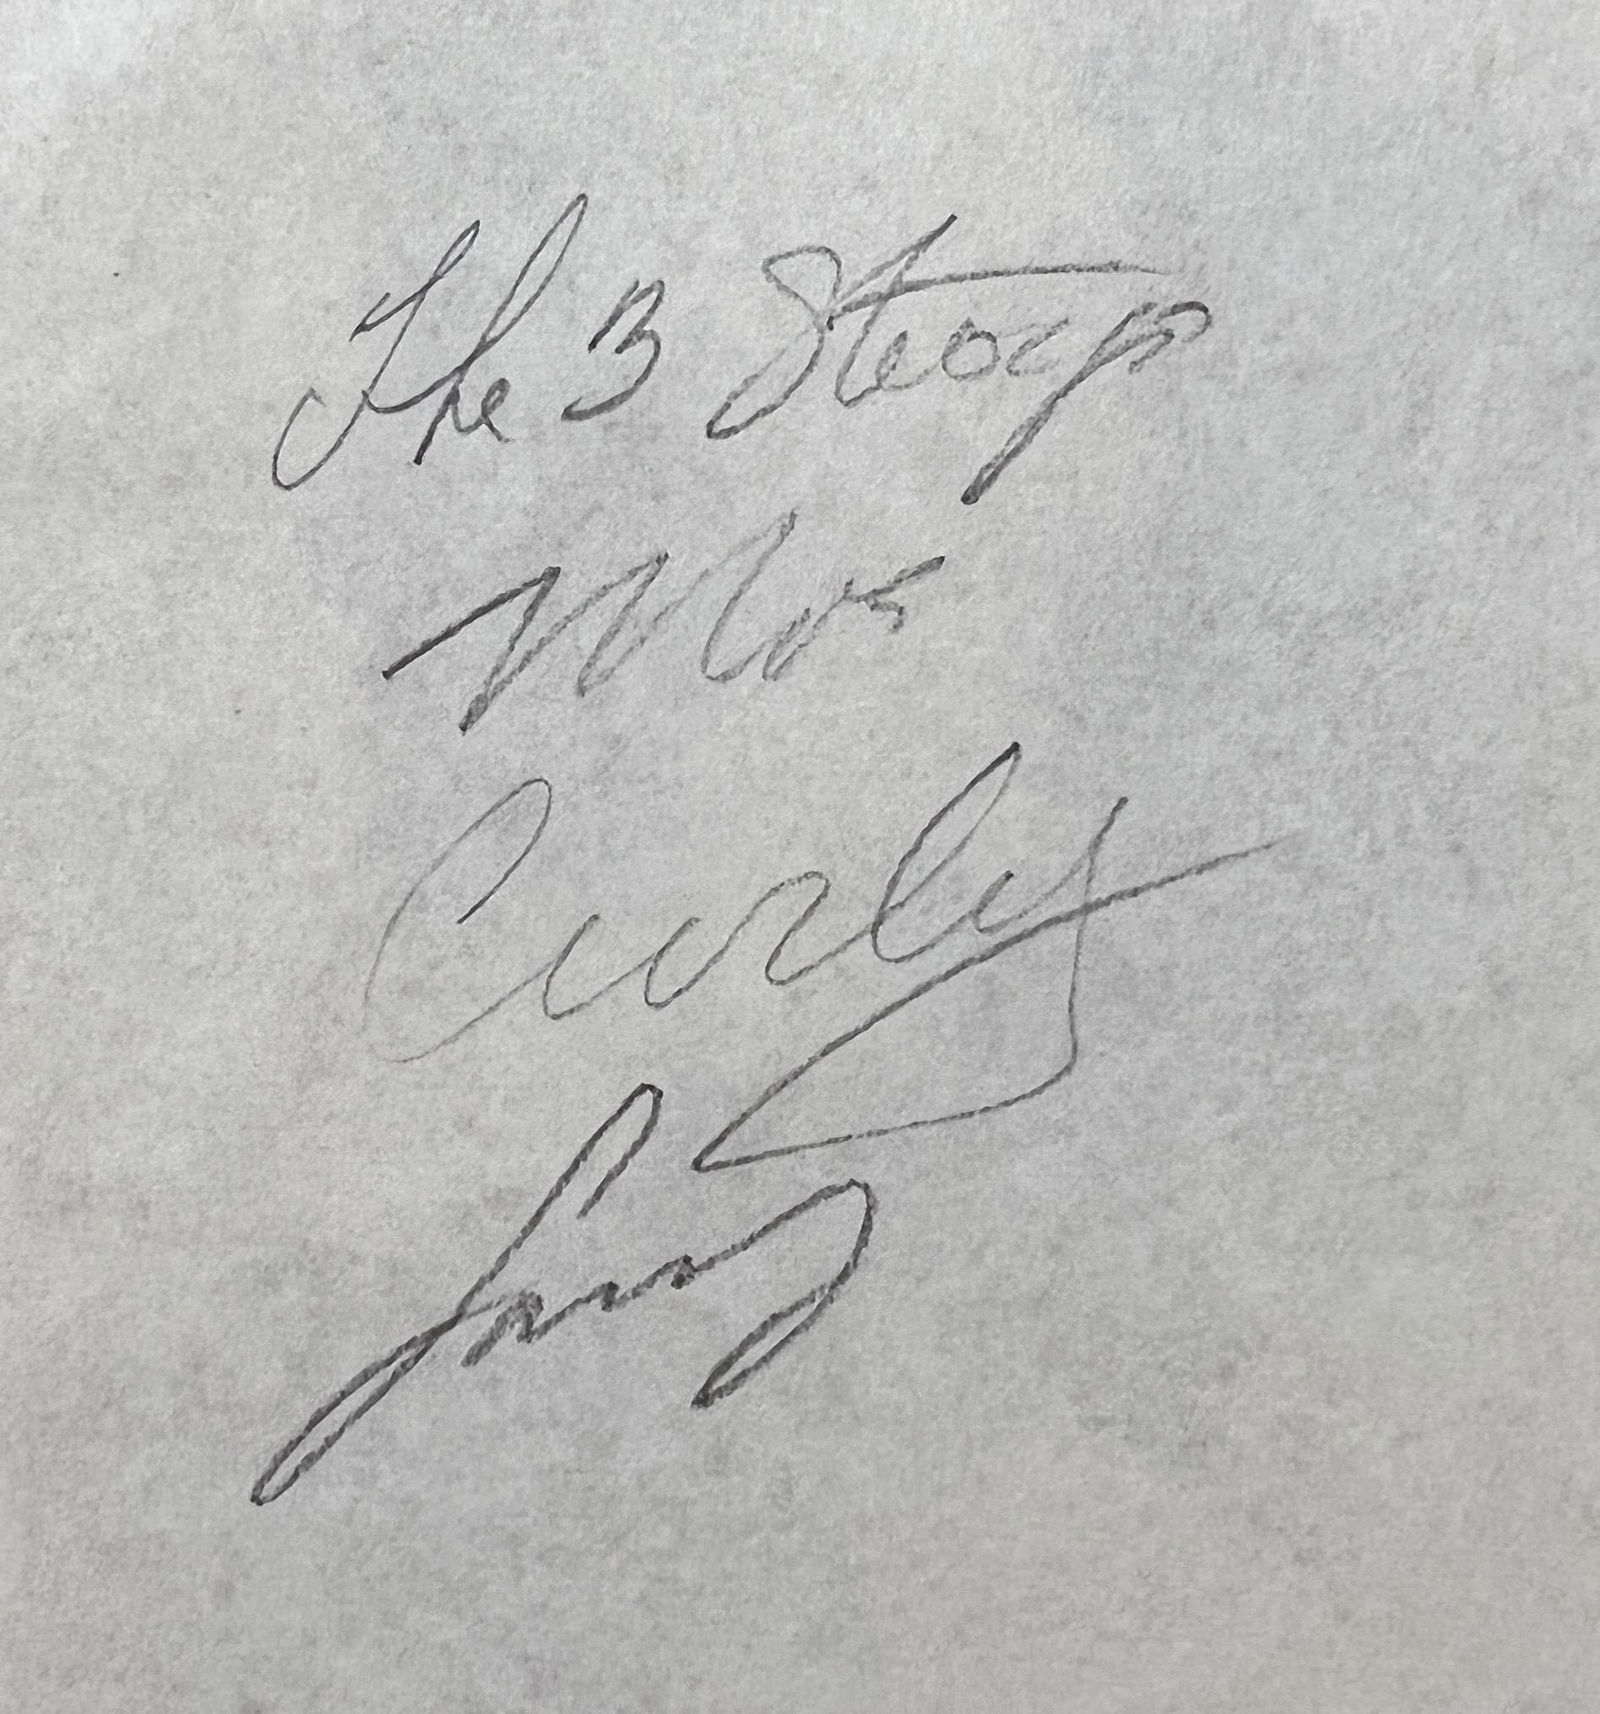 The 3 Stooges
Moe
Curly
Larry